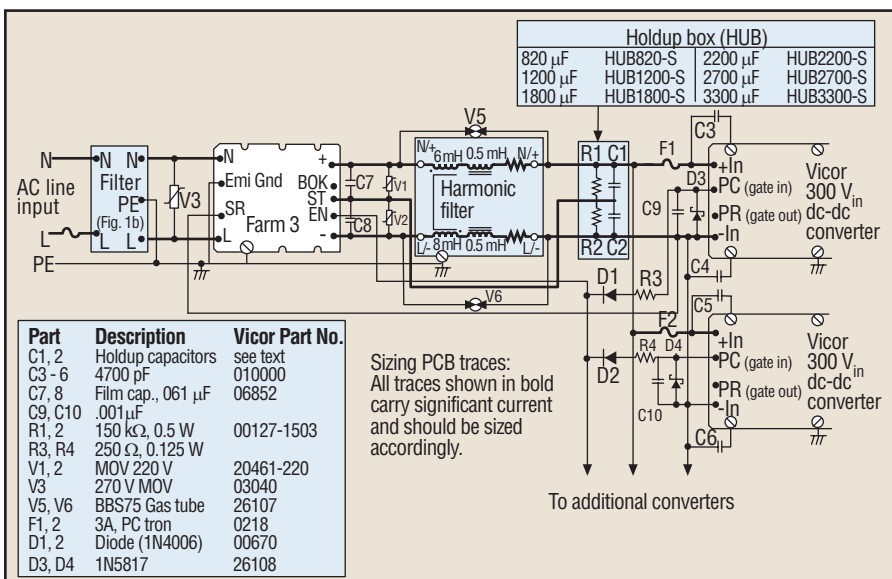 Holdup box (HUB)
820 µF HUB820-S 2200 µF HUB2200-S
1200 µF HUB1200-S 2700 µF HUB2700-S
1800 µF HUB1800-S 3300 µF HUB3300-S
V5
C3
N
AC line
input
L
PE
N N
Filter
PE
(Fig. 1b)
L L
V3
N
Emi Gnd
SR
L
Farm 3
+
BOK
ST
EN
-
C7
C8
V1
V2
N/+ 6 mH 0.5 mH N/+
Harmonic
filter
L/- 8 mH 0.5 mH L/-
V6
R1 C1
R2 C2
F1
C9
D3
+In
PC (gate in)
PR (gate out)
-In
Vicor
300 Vin
dc-dc
converter
C4
D1 R3
C5
F2
R4 D4
D2
C10
+In
PC (gate in)
PR (gate out)
-In
Vicor
300 Vin
dc-dc
converter
C6
Part Description Vicor Part No.
C1, 2 Holdup capacitors see text
C3 - 6 4700 pF 010000
C7, 8 Film cap., 061 µF 06852
C9, C10 .001µF
R1, 2 150 kΩ, 0.5 W 00127-1503
R3, R4 250 Ω, 0.125 W
V1, 2 MOV 220 V 20461-220
V3 270 V MOV 03040
V5, V6 BBS75 Gas tube 26107
F1, 2 3A, PC tron 0218
D1, 2 Diode (1N4006) 00670
D3, D4 1N5817 26108
Sizing PCB traces:
All traces shown in bold
carry significant current
and should be sized
accordingly.
To additional converters